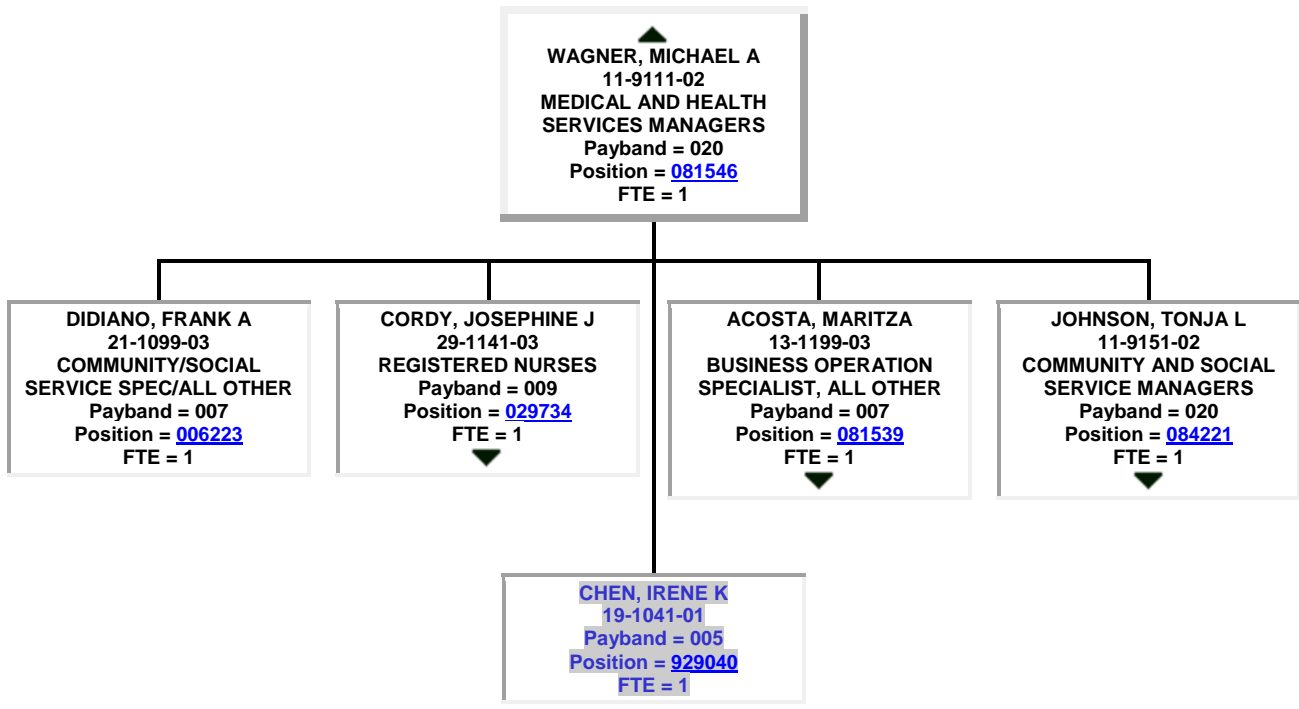 WAGNER, MICHAEL A
11-9111-02
MEDICAL AND HEALTH
SERVICES MANAGERS
Payband = 020
Position = 081546
FTE = 1
DIDIANO, FRANK A
21-1099-03
COMMUNITY/SOCIAL
SERVICE SPEC/ALL OTHER
Payband = 007
Position = 006223
FTE = 1
CORDY, JOSEPHINE J
29-1141-03
REGISTERED NURSES
Payband = 009
Position = 029734
FTE = 1
ACOSTA, MARITZA
13-1199-03
BUSINESS OPERATION
SPECIALIST, ALL OTHER
Payband = 007
Position = 081539
FTE = 1
JOHNSON, TONJA L
11-9151-02
COMMUNITY AND SOCIAL
SERVICE MANAGERS
Payband = 020
Position = 084221
FTE = 1
CHEN, IRENE K
19-1041-01
Payband = 005
Position = 929040
FTE = 1